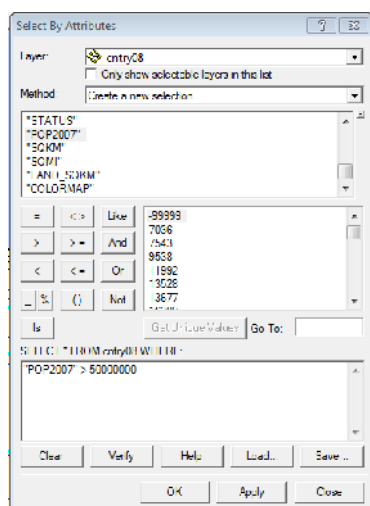 Select By Attributes
Layer: cntry08
Only show selectable layers in this list
Method: Create a new selection
"STATUS"
"POP2007"
"SQKM"
"SQMI"
"LAND_SQKM"
"COLORMAP"
= <> Like
> >= And
< <= Or
_ % () Not
Is
-99999
7036
7543
9538
11992
13528
13677
Get Unique Values Go To:
SELECT * FROM cntry08 WHERE:
"POP2007" > 50000000
Clear Verify Help Load... Save...
OK Apply Close